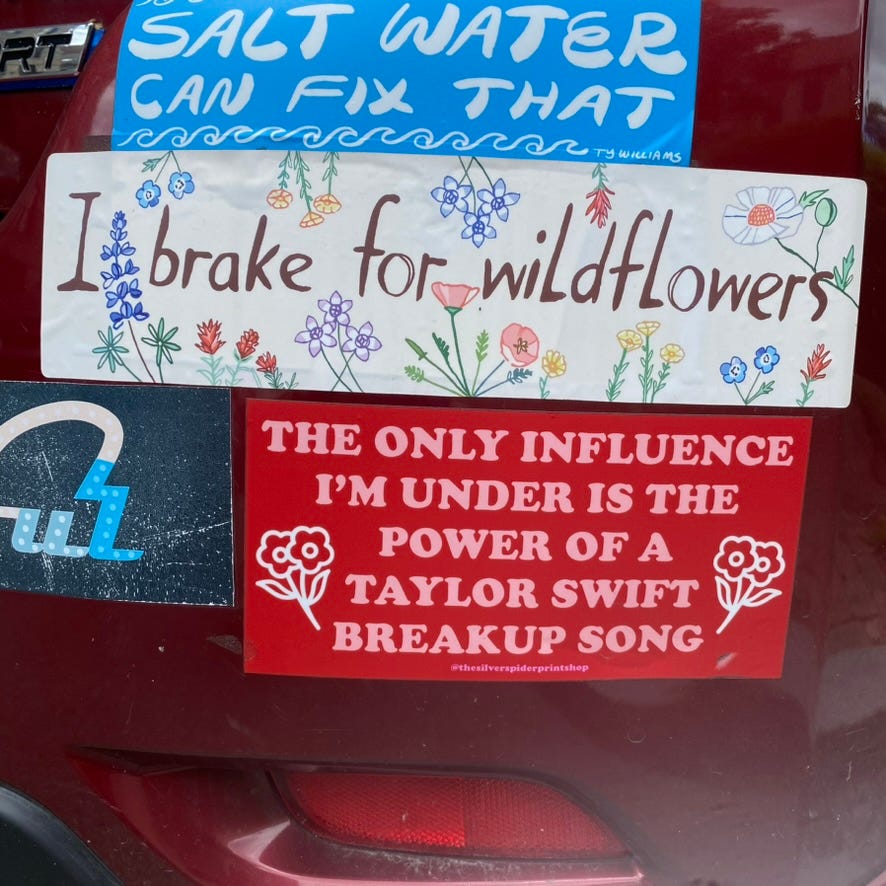 RT
SALT WATER
CAN FIX THAT
TY WILLIAMS
I brake for wildflowers
THE ONLY INFLUENCE
I'M UNDER IS THE
POWER OF A
TAYLOR SWIFT
BREAKUP SONG
@thesilverspiderprintshop